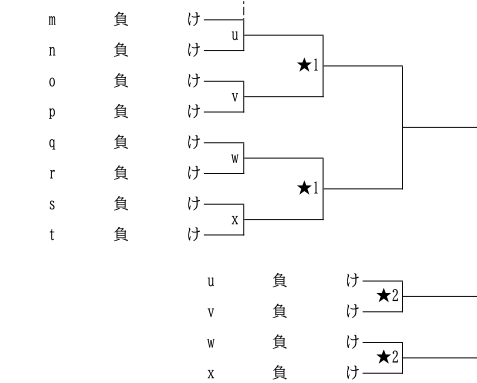 m 負 け
u
n 負 け
★1
o 負 け
v
p 負 け
q 負 け
w
r 負 け
★1
s 負 け
x
t 負 け
u 負 け
★2
v 負 け
w 負 け
★2
x 負 け